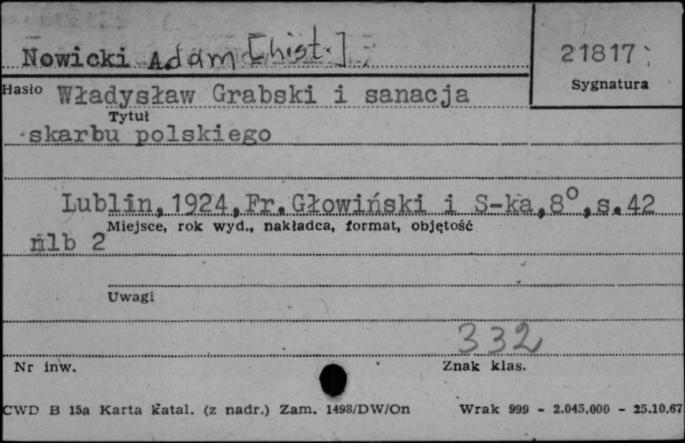 Nowicki Adam [hist.]
21817
Hasło
Sygnatura
Władysław Grabski i sanacja
Tytuł
skarbu polskiego
Lublin, 1924, Fr. Głowiński i S-ka, 8°, s. 42
Miejsce, rok wyd., nakładca, format, objętość
nlb 2
Uwagi
332
Nr inw.
Znak klas.
CWD B 15a Karta katal. (z nadr.) Zam. 1498/DW/On Wrak 999 - 2.045.000 - 25.10.67